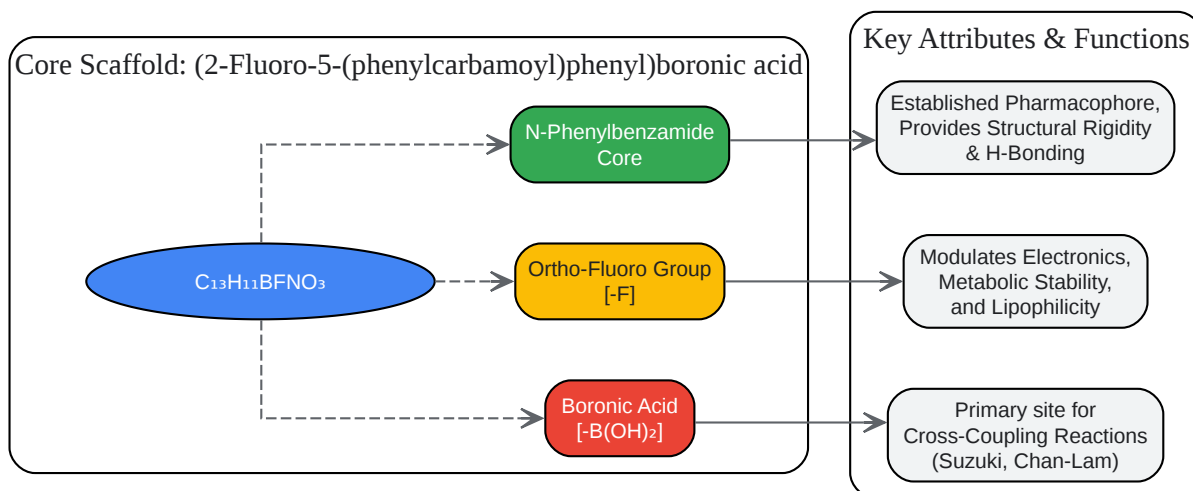 Core Scaffold: (2-Fluoro-5-(phenylcarbamoyl)phenyl)boronic acid
C₁₃H₁₁BFNO₃
N-Phenylbenzamide
Core
Ortho-Fluoro Group
[-F]
Boronic Acid
[-B(OH)₂]
Key Attributes & Functions
Established Pharmacophore,
Provides Structural Rigidity
& H-Bonding
Modulates Electronics,
Metabolic Stability,
and Lipophilicity
Primary site for
Cross-Coupling Reactions
(Suzuki, Chan-Lam)